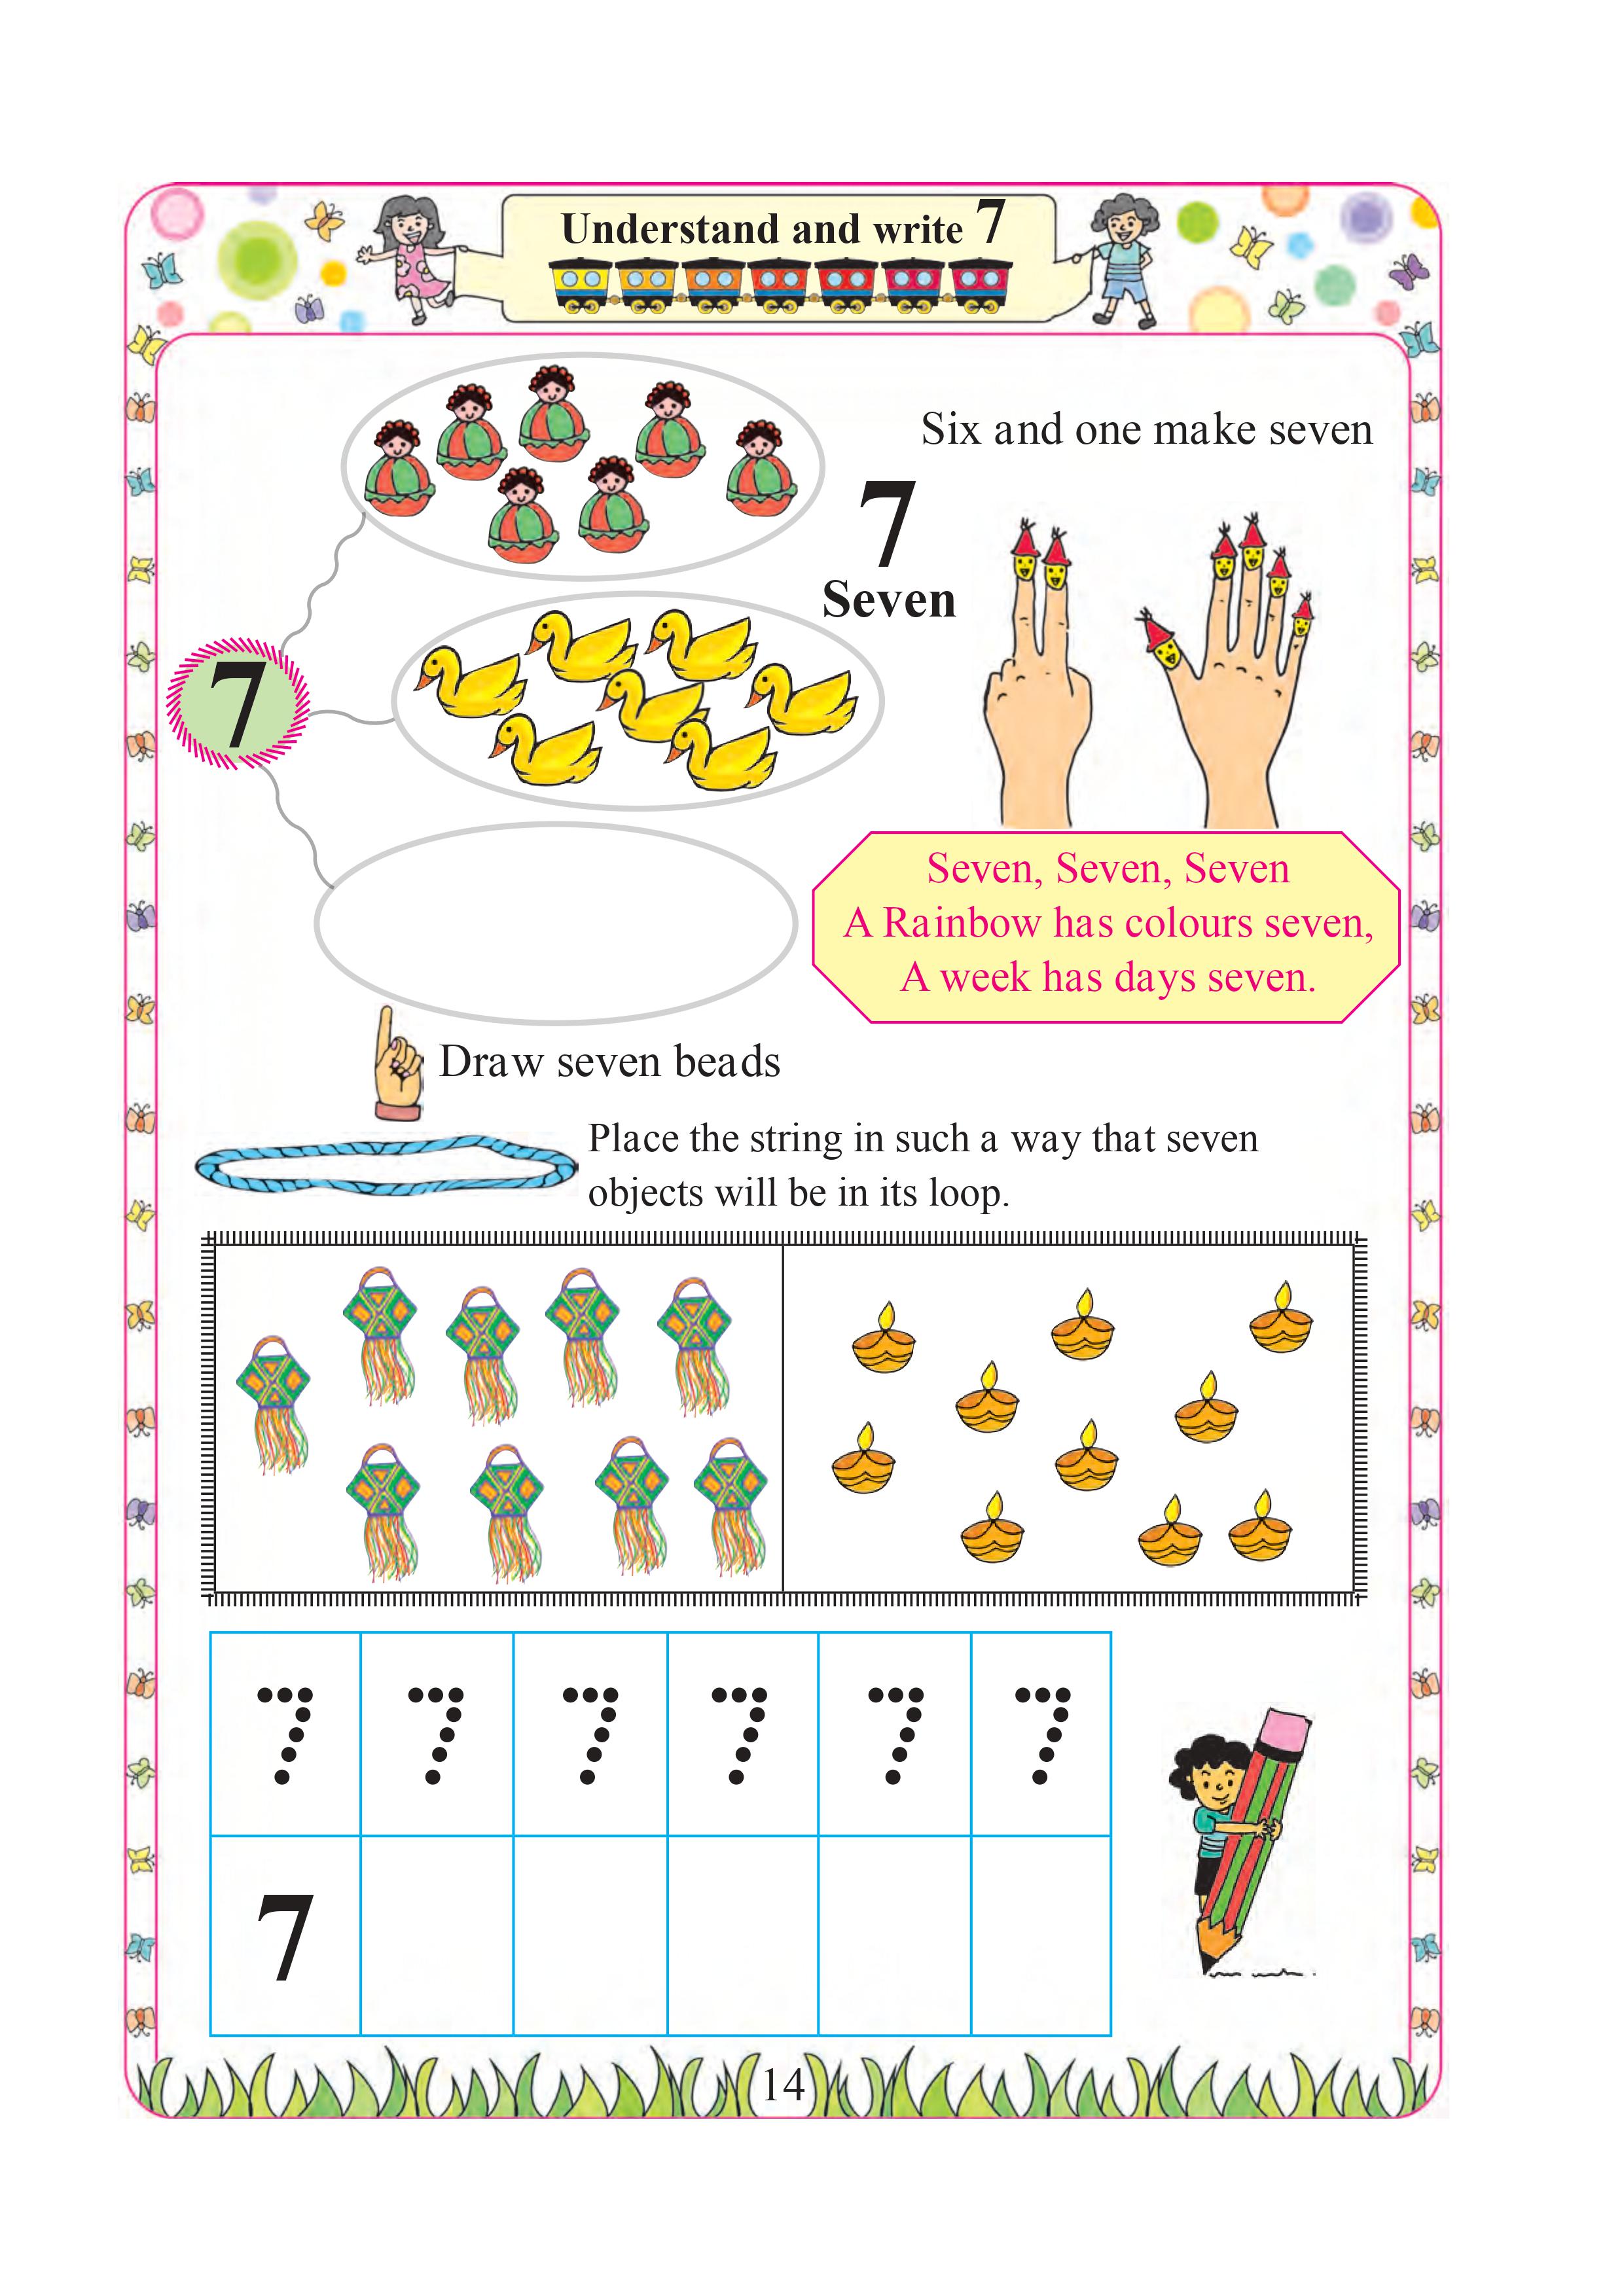 Understand and write 7
Six and one make seven
7
Seven
7
Seven, Seven, Seven
A Rainbow has colours seven,
A week has days seven.
Draw seven beads
Place the string in such a way that seven
objects will be in its loop.
7 7 7 7 7 7
7
14